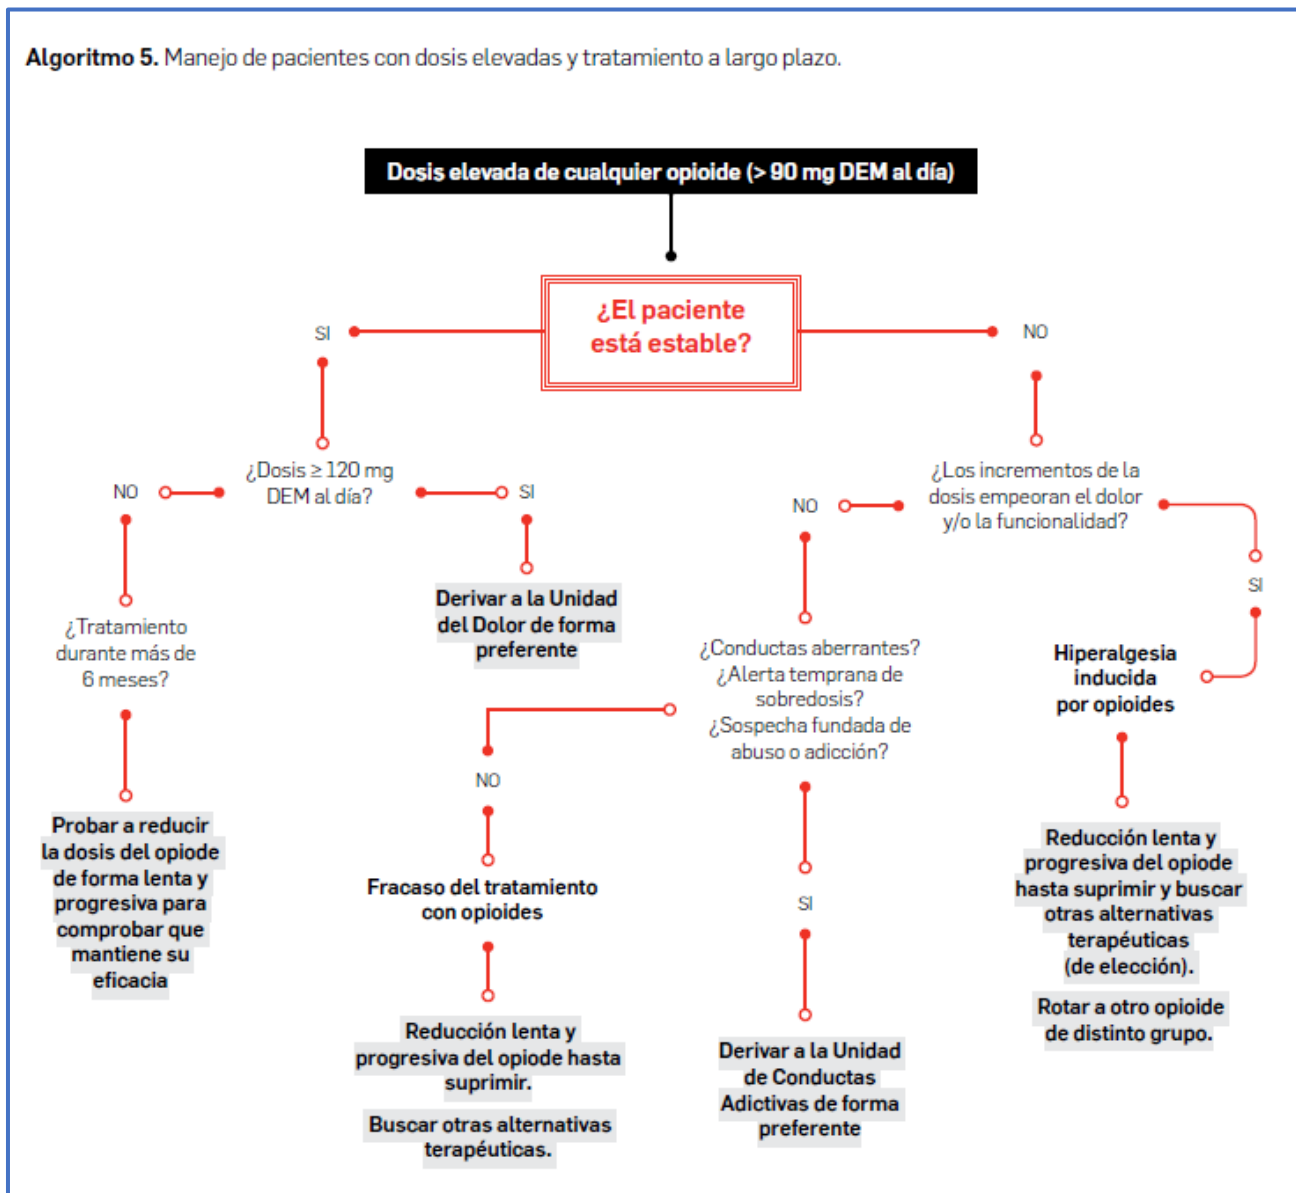 Algoritmo 5. Manejo de pacientes con dosis elevadas y tratamiento a largo plazo.
Dosis elevada de cualquier opioide (> 90 mg DEM al día)
¿El paciente
está estable?
SI
NO
¿Dosis ≥ 120 mg
DEM al día?
NO
SI
¿Los incrementos de la
dosis empeoran el dolor
y/o la funcionalidad?
NO
SI
Derivar a la Unidad
del Dolor de forma
preferente
¿Tratamiento
durante más de
6 meses?
¿Conductas aberrantes?
¿Alerta temprana de
sobredosis?
¿Sospecha fundada de
abuso o adicción?
Hiperalgesia
inducida
por opioides
NO
Probar a reducir
la dosis del opiode
de forma lenta y
progresiva para
comprobar que
mantiene su
eficacia
Fracaso del tratamiento
con opioides
SI
Reducción lenta y
progresiva del opiode
hasta suprimir y buscar
otras alternativas
terapéuticas
(de elección).
Rotar a otro opioide
de distinto grupo.
Reducción lenta y
progresiva del opiode hasta
suprimir.
Buscar otras alternativas
terapéuticas.
Derivar a la Unidad
de Conductas
Adictivas de forma
preferente